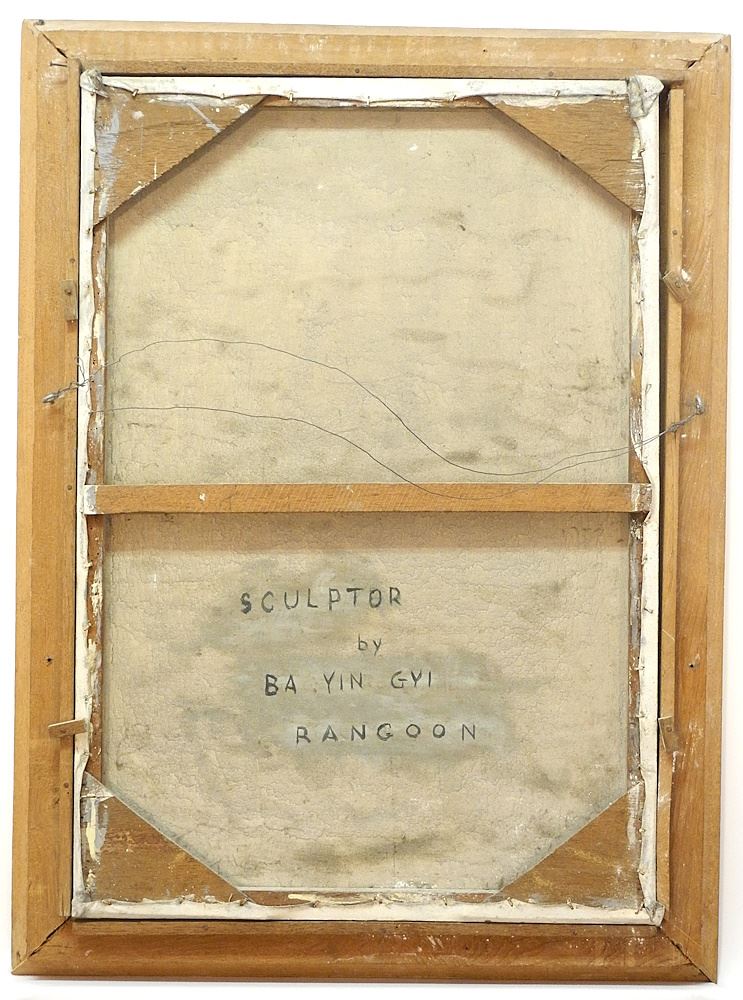 SCULPTOR
by
BA YIN GYI
RANGOON